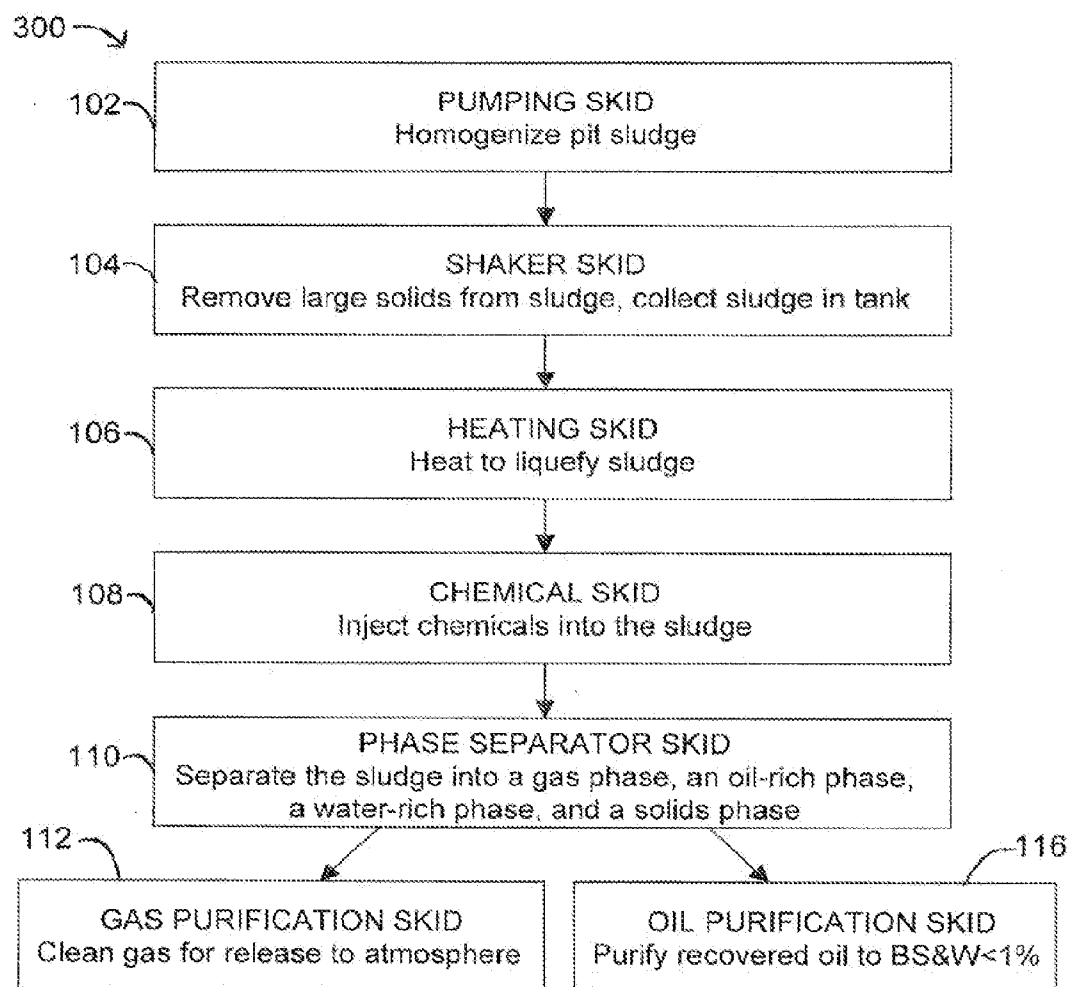 300
102
PUMPING SKID
Homogenize pit sludge
104
SHAKER SKID
Remove large solids from sludge, collect sludge in tank
106
HEATING SKID
Heat to liquefy sludge
108
CHEMICAL SKID
Inject chemicals into the sludge
110
PHASE SEPARATOR SKID
Separate the sludge into a gas phase, an oil-rich phase,
a water-rich phase, and a solids phase
112
GAS PURIFICATION SKID
Clean gas for release to atmosphere
116
OIL PURIFICATION SKID
Purify recovered oil to BS&W<1%